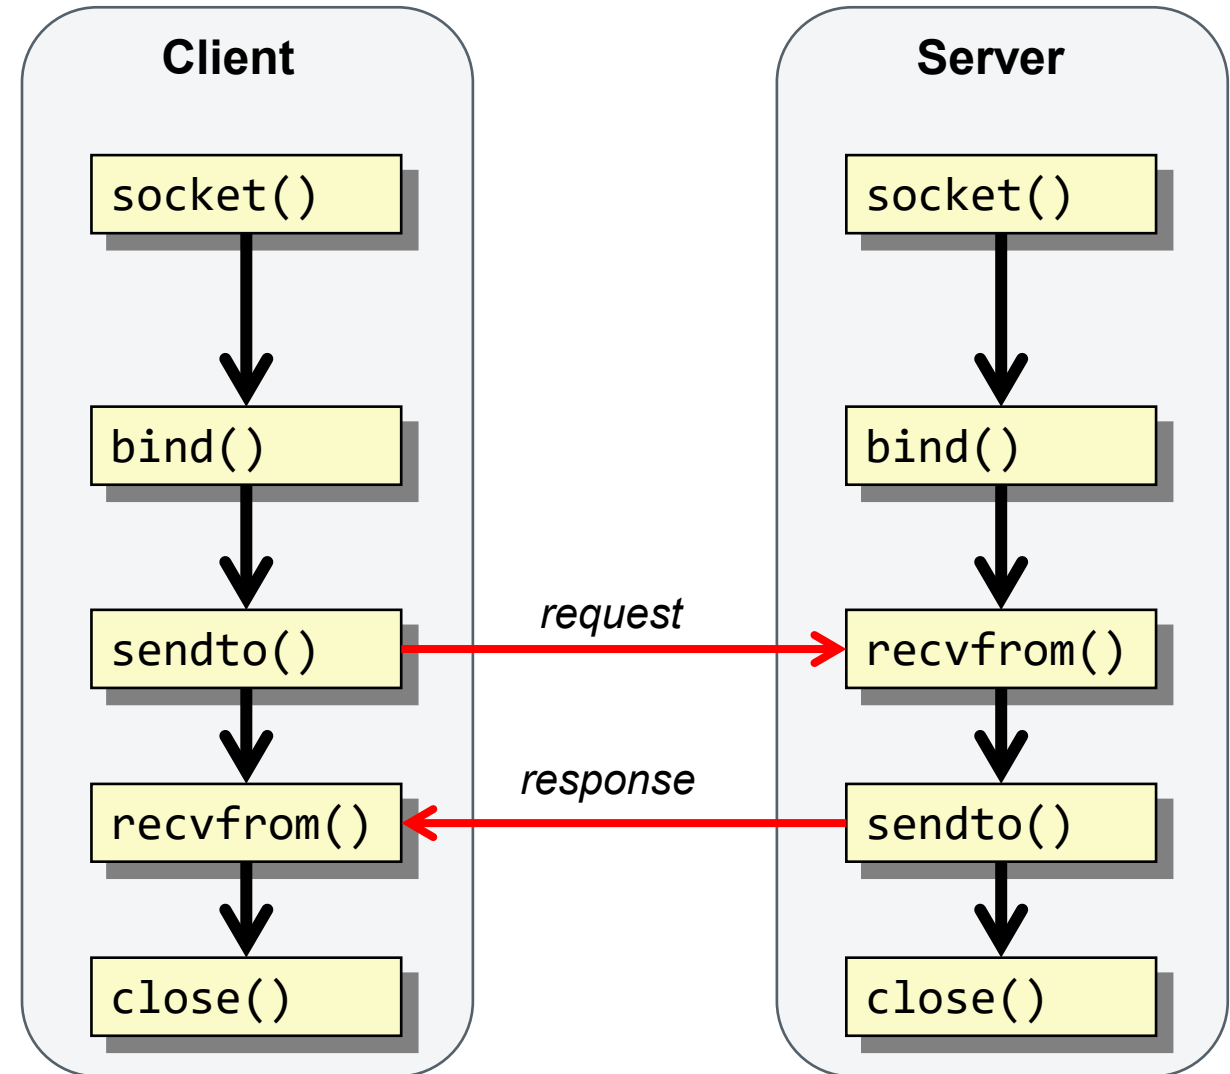 Client
socket()
bind()
sendto()
recvfrom()
close()
request
response
Server
socket()
bind()
recvfrom()
sendto()
close()